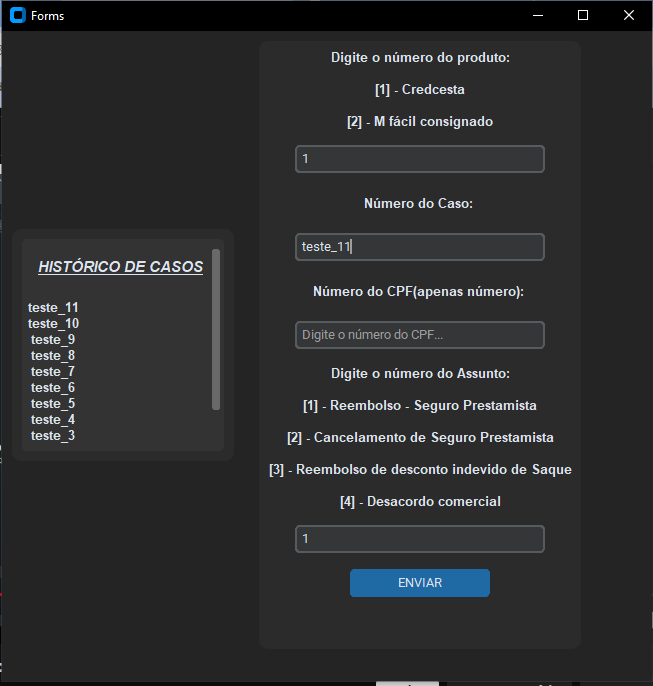 Forms
HISTÓRICO DE CASOS
teste_11
teste_10
teste_9
teste_8
teste_7
teste_6
teste_5
teste_4
teste_3
Digite o número do produto:
[1] - Credcesta
[2] - M fácil consignado
1
Número do Caso:
teste_11
Número do CPF(apenas número):
Digite o número do CPF...
Digite o número do Assunto:
[1] - Reembolso - Seguro Prestamista
[2] - Cancelamento de Seguro Prestamista
[3] - Reembolso de desconto indevido de Saque
[4] - Desacordo comercial
1
ENVIAR